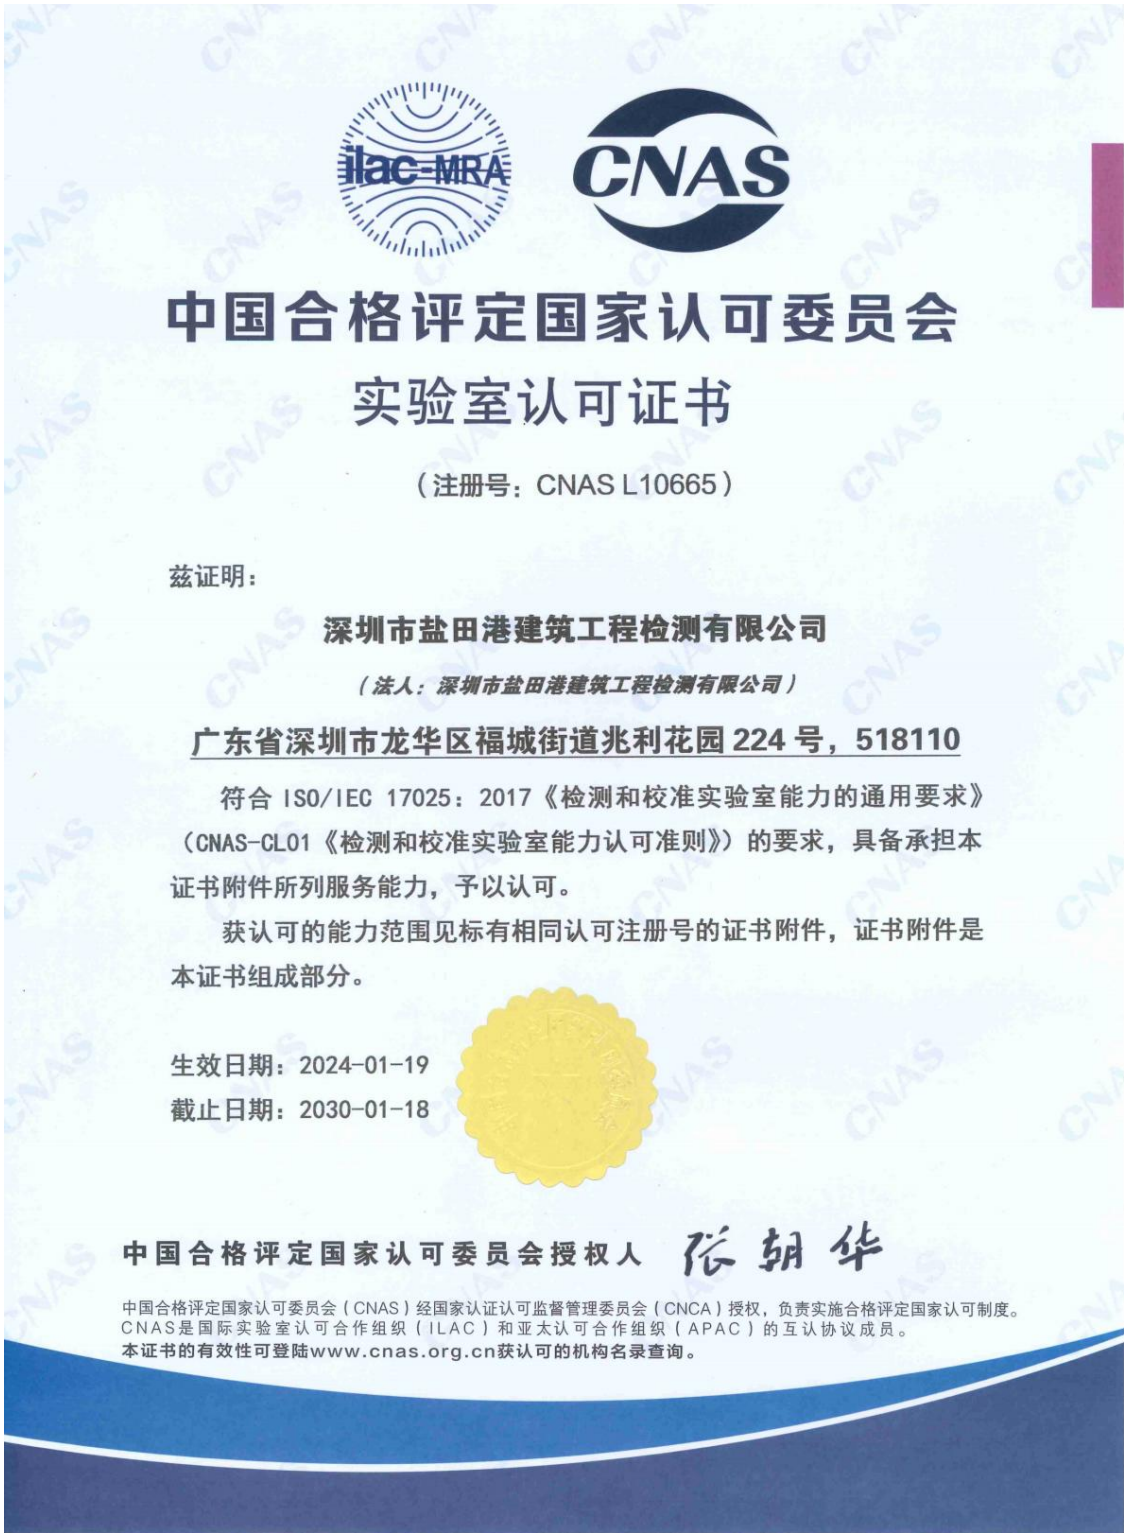 ilac-MRA
CNAS
中国合格评定国家认可委员会
实验室认可证书
（注册号：CNAS L10665）
兹证明：
深圳市盐田港建筑工程检测有限公司
（法人：深圳市盐田港建筑工程检测有限公司）
广东省深圳市龙华区福城街道兆利花园 224 号，518110
符合 ISO/IEC 17025：2017《检测和校准实验室能力的通用要求》
（CNAS-CL01《检测和校准实验室能力认可准则》）的要求，具备承担本
证书附件所列服务能力，予以认可。
获认可的能力范围见标有相同认可注册号的证书附件，证书附件是
本证书组成部分。
生效日期：2024-01-19
截止日期：2030-01-18
中国合格评定国家认可委员会授权人 张朝华
中国合格评定国家认可委员会（CNAS）经国家认证认可监督管理委员会（CNCA）授权，负责实施合格评定国家认可制度。
CNAS是国际实验室认可合作组织（ILAC）和亚太认可合作组织（APAC）的互认协议成员。
本证书的有效性可登陆www.cnas.org.cn获认可的机构名录查询。